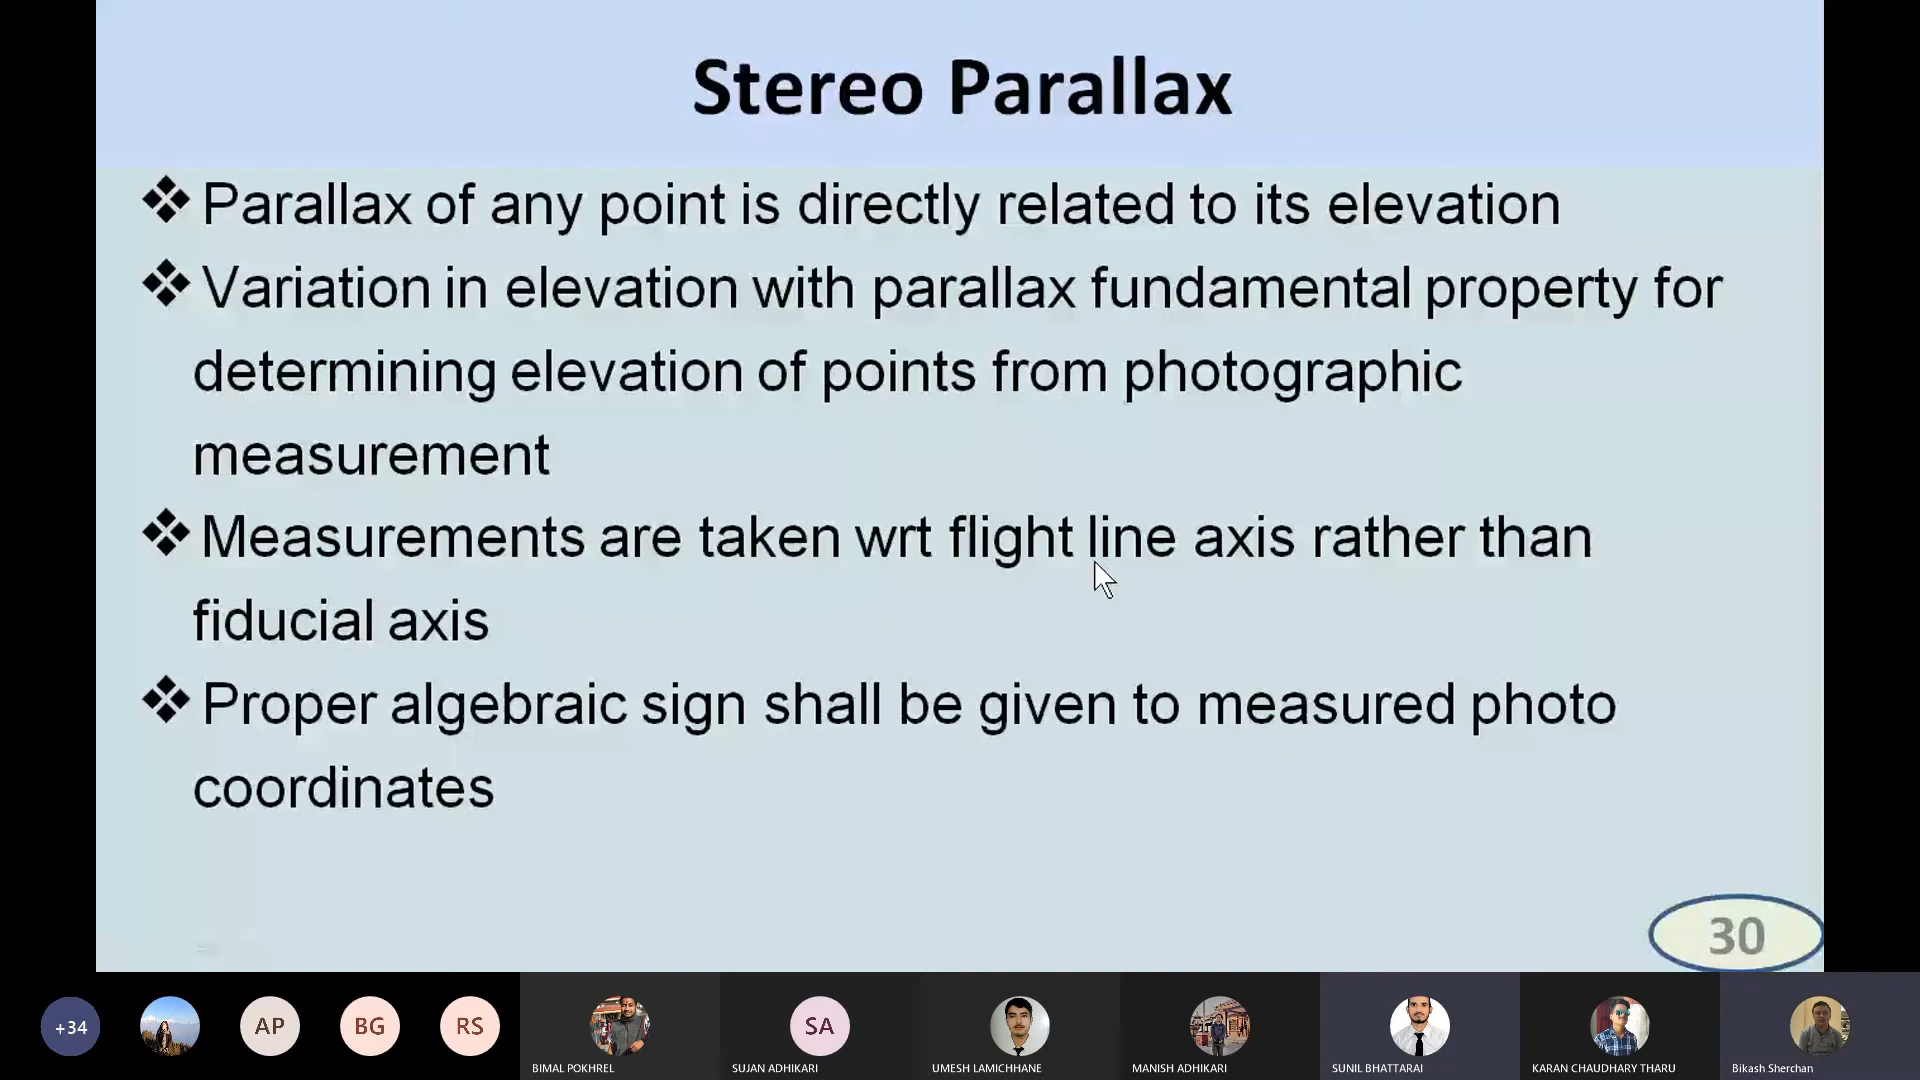 Stereo Parallax
❖ Parallax of any point is directly related to its elevation
❖ Variation in elevation with parallax fundamental property for
determining elevation of points from photographic
measurement
❖ Measurements are taken wrt flight line axis rather than
fiducial axis
❖ Proper algebraic sign shall be given to measured photo
coordinates
30
+34
AP
BG
RS
SA
BIMAL POKHREL
SUJAN ADHIKARI
UMESH LAMICHHANE
MANISH ADHIKARI
SUNIL BHATTARAI
KARAN CHAUDHARY THARU
Bikash Sherchan